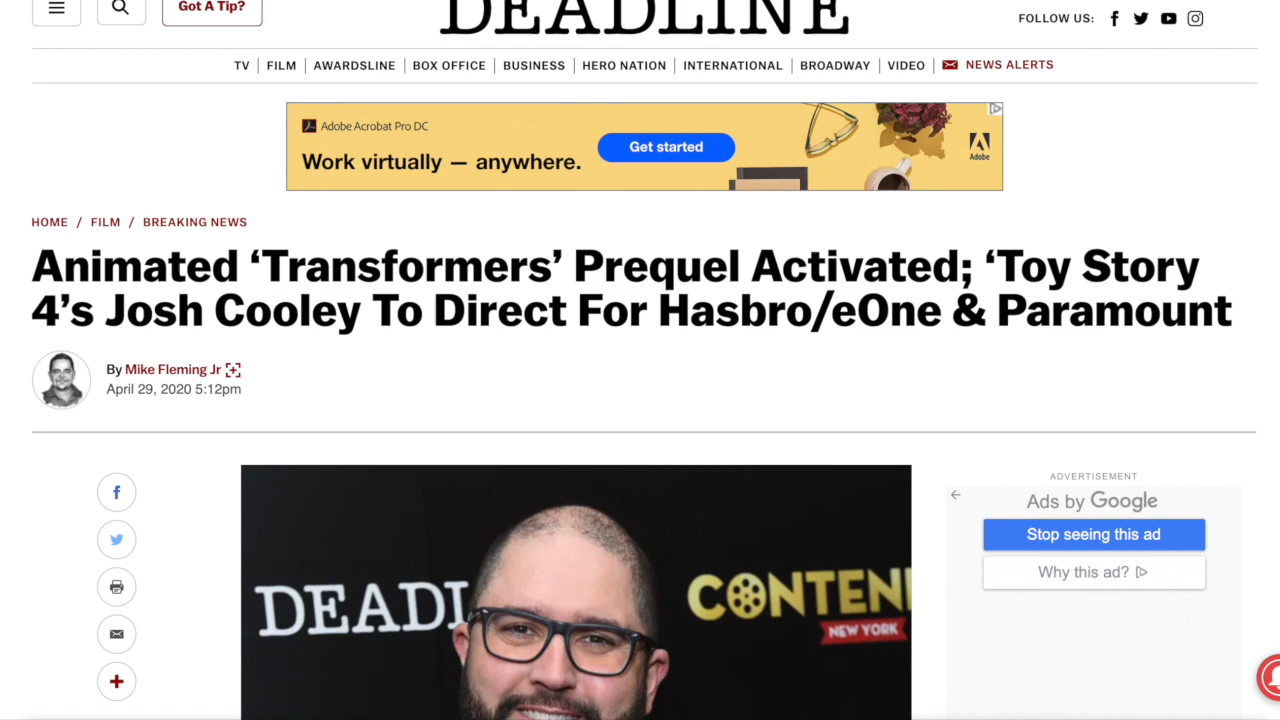 Got A Tip?
DEADLINE
FOLLOW US:
TV FILM AWARDSLINE BOX OFFICE BUSINESS HERO NATION INTERNATIONAL BROADWAY VIDEO NEWS ALERTS
Adobe Acrobat Pro DC
Work virtually — anywhere.
Get started
Adobe
HOME / FILM / BREAKING NEWS
Animated ‘Transformers’ Prequel Activated; ‘Toy Story
4’s Josh Cooley To Direct For Hasbro/eOne & Paramount
By Mike Fleming Jr
April 29, 2020 5:12pm
DEADL
CONTEN
NEW YORK
ADVERTISEMENT
Ads by Google
Stop seeing this ad
Why this ad?